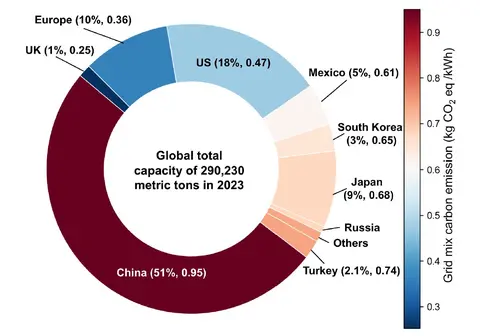 Europe (10%, 0.36)
UK (1%, 0.25)
US (18%, 0.47)
Mexico (5%, 0.61)
South Korea
(3%, 0.65)
Japan
(9%, 0.68)
Russia
Others
Turkey (2.1%, 0.74)
China (51%, 0.95)
Global total
capacity of 290,230
metric tons in 2023
0.9
0.8
0.7
0.6
0.5
0.4
0.3
Grid mix carbon emission (kg CO₂ eq /kWh)